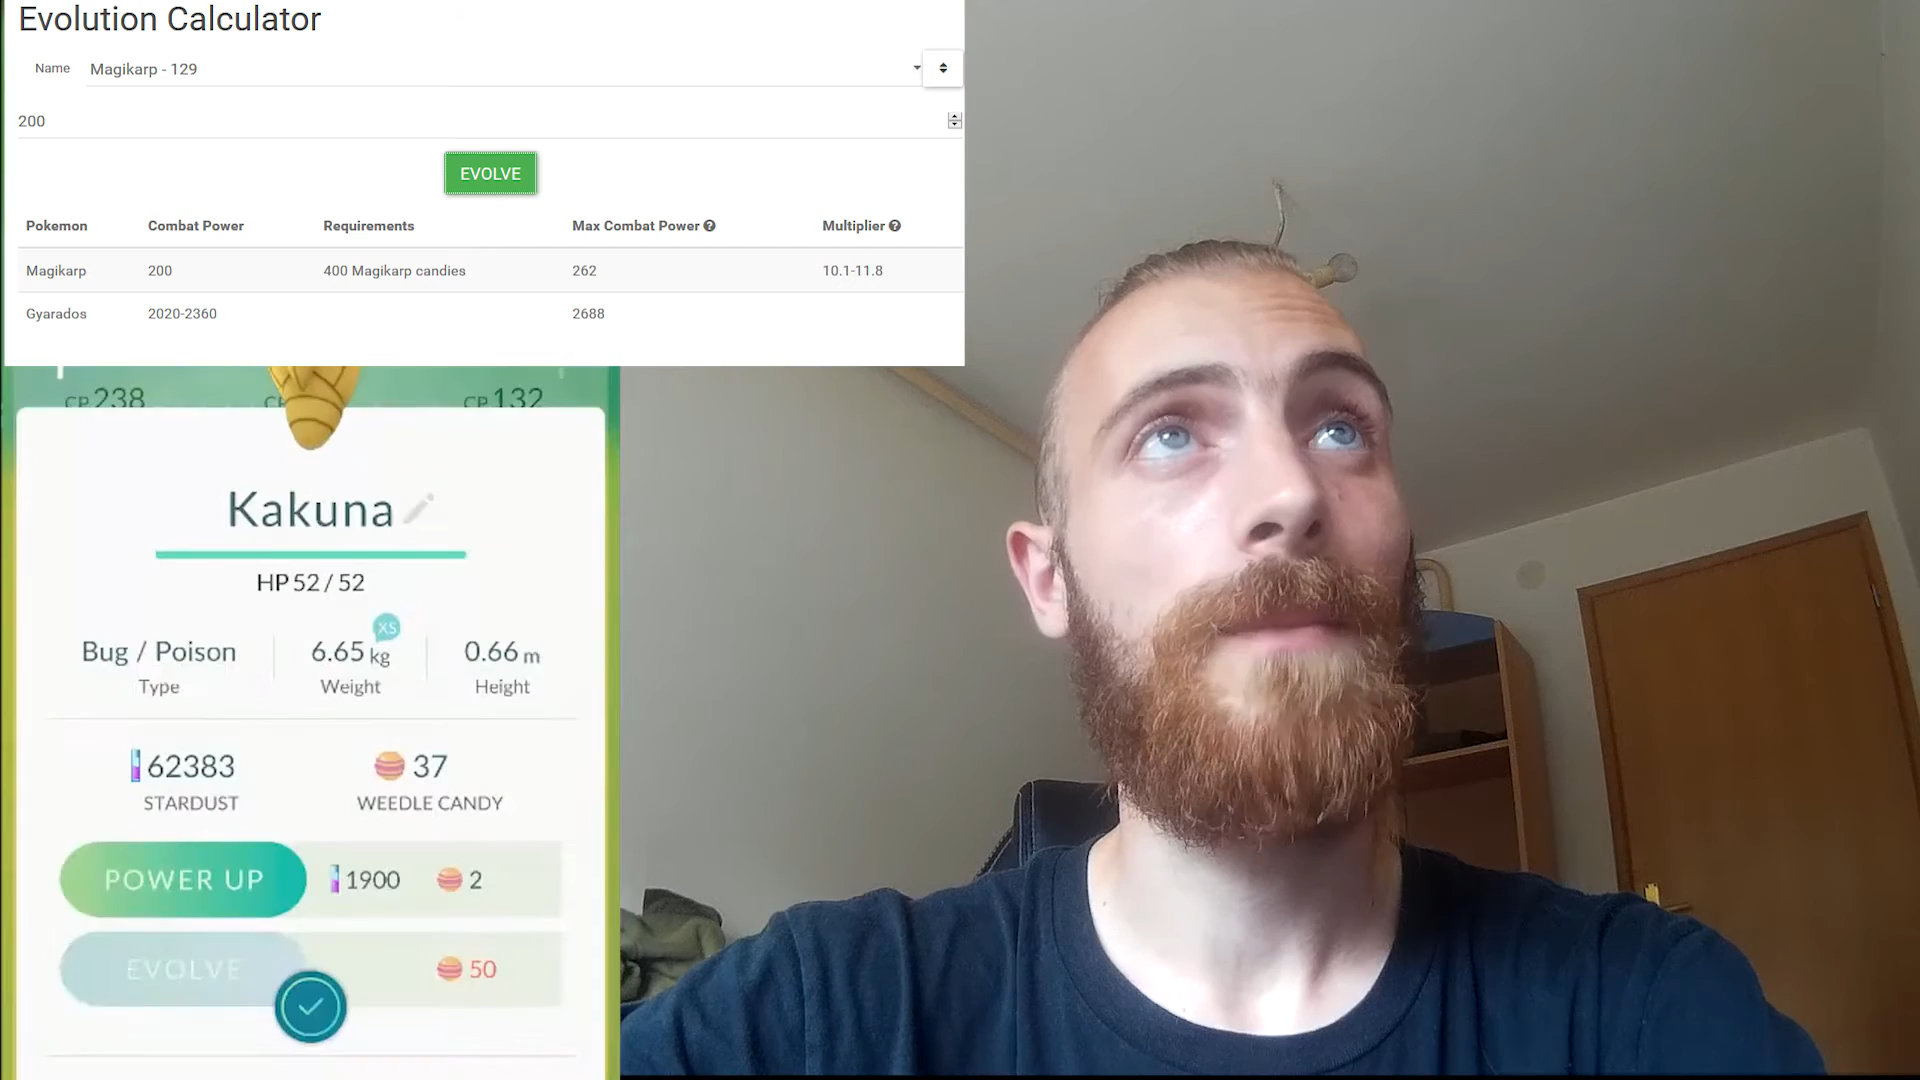 Evolution Calculator
Name Magikarp - 129
200
EVOLVE
Pokemon Combat Power Requirements Max Combat Power Multiplier
Magikarp 200 400 Magikarp candies 262 10.1-11.8
Gyarados 2020-2360 2688
CP 238 CP CP 132
Kakuna
HP 52 / 52
XS
Bug / Poison 6.65 kg 0.66 m
Type Weight Height
62383 37
STARDUST WEEDLE CANDY
POWER UP 1900 2
EVOLVE 50